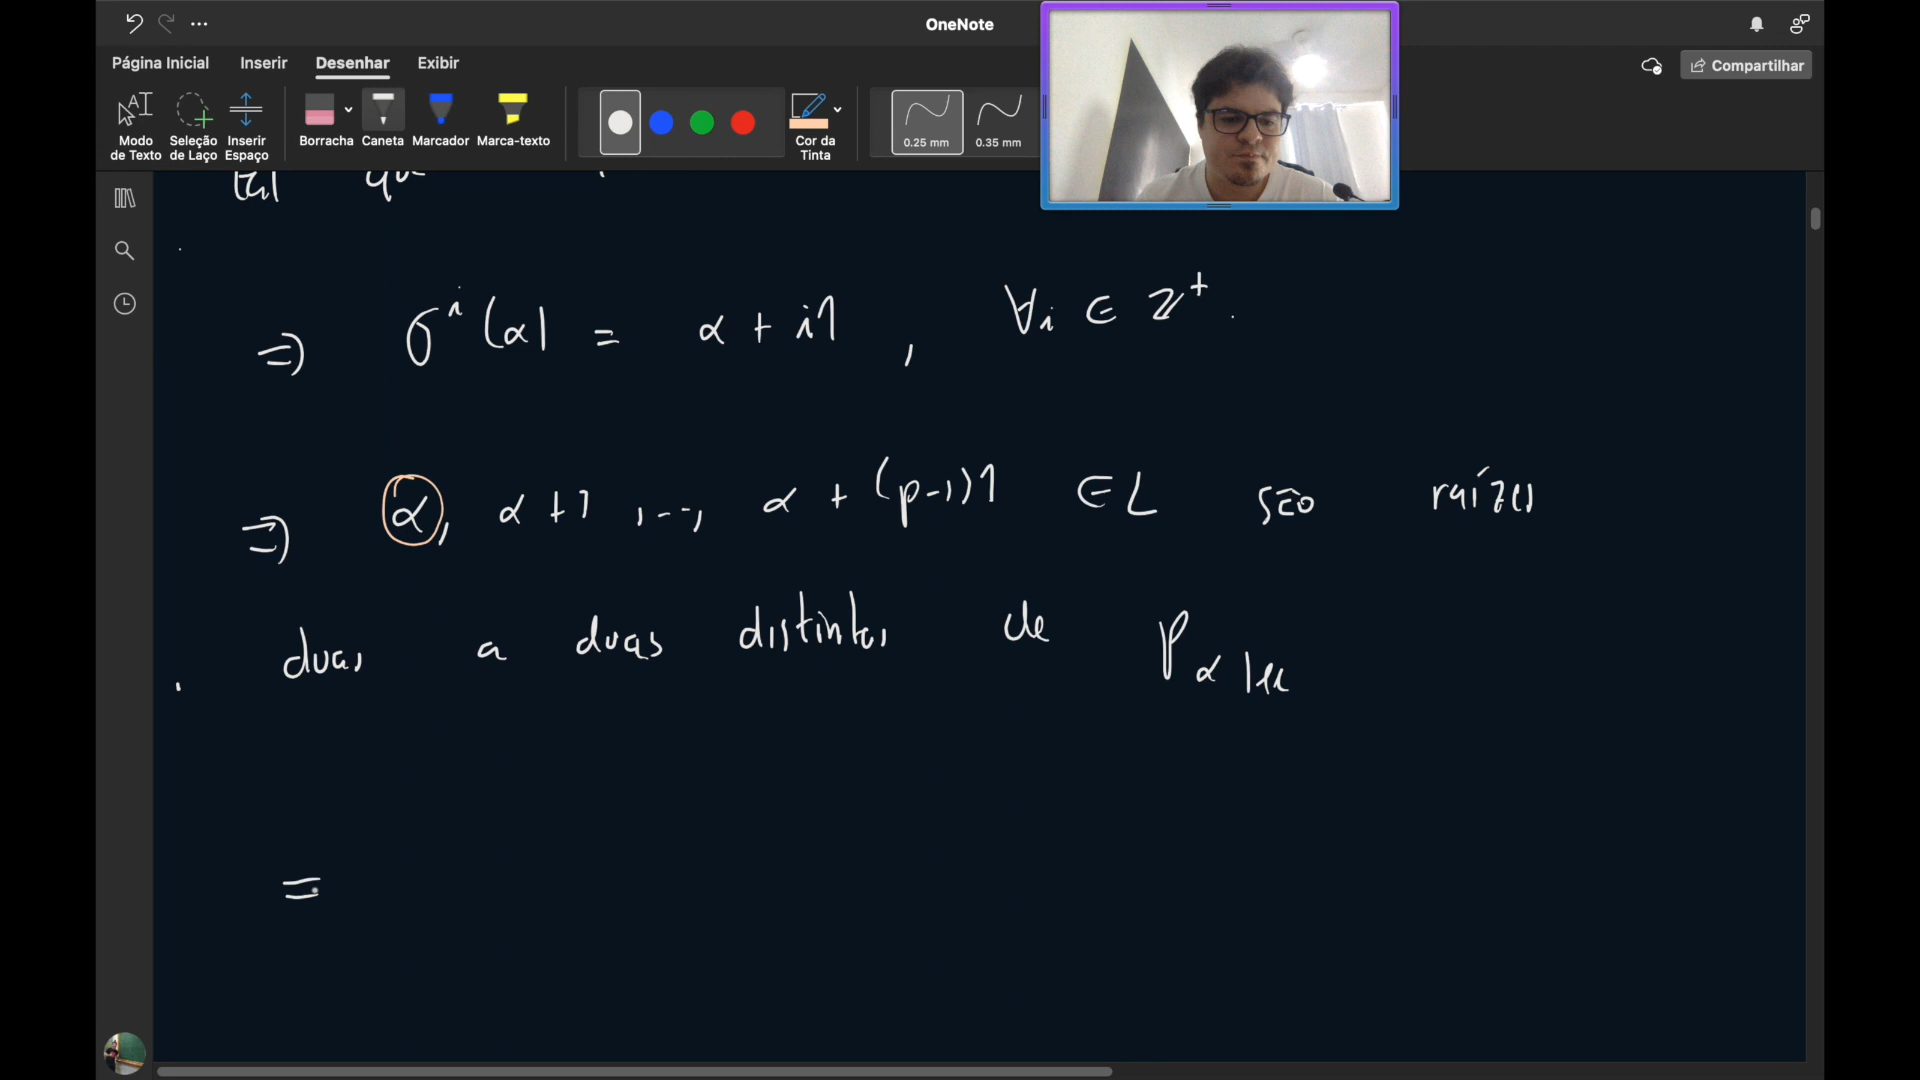 OneNote
Página Inicial Inserir Desenhar Exibir
Compartilhar
Modo de Texto
Seleção de Laço
Inserir Espaço
Borracha
Caneta
Marcador
Marca-texto
Cor da Tinta
0.25 mm
0.35 mm
tal que
⇒ σ^i (α) = α + i1 , ∀i ∈ ℤ^+ .
⇒ α, α+1 ,..., α + (p-1)1 ∈ L são raízes
duas a duas distintas de P_α|K
=